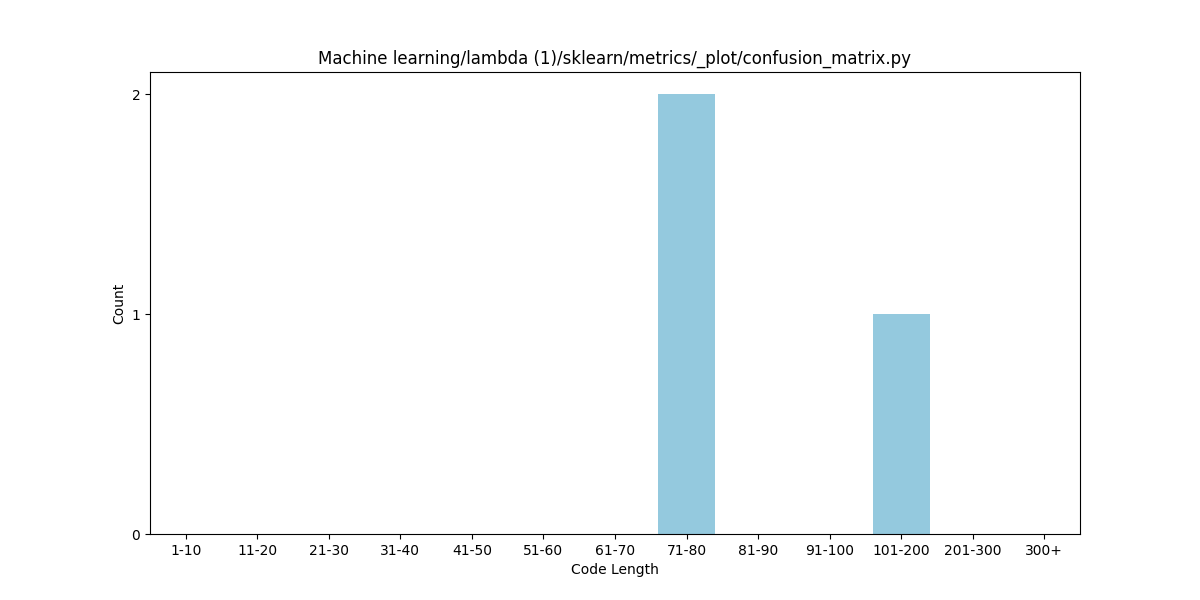 Machine learning/lambda (1)/sklearn/metrics/_plot/confusion_matrix.py
2
1
0
Count
1-10 11-20 21-30 31-40 41-50 51-60 61-70 71-80 81-90 91-100 101-200 201-300 300+
Code Length